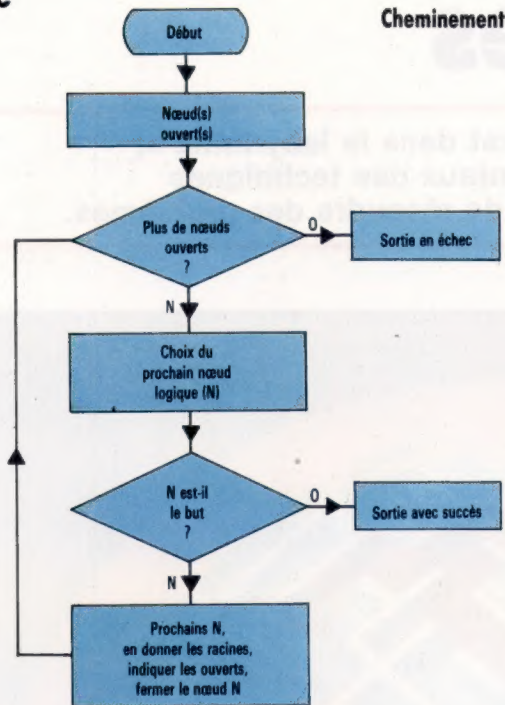 Cheminement
Début
Nœud(s)
ouvert(s)
Plus de nœuds
ouverts
?
O
Sortie en échec
N
Choix du
prochain nœud
logique (N)
N est-il
le but
?
O
Sortie avec succès
N
Prochains N,
en donner les racines,
indiquer les ouverts,
fermer le nœud N